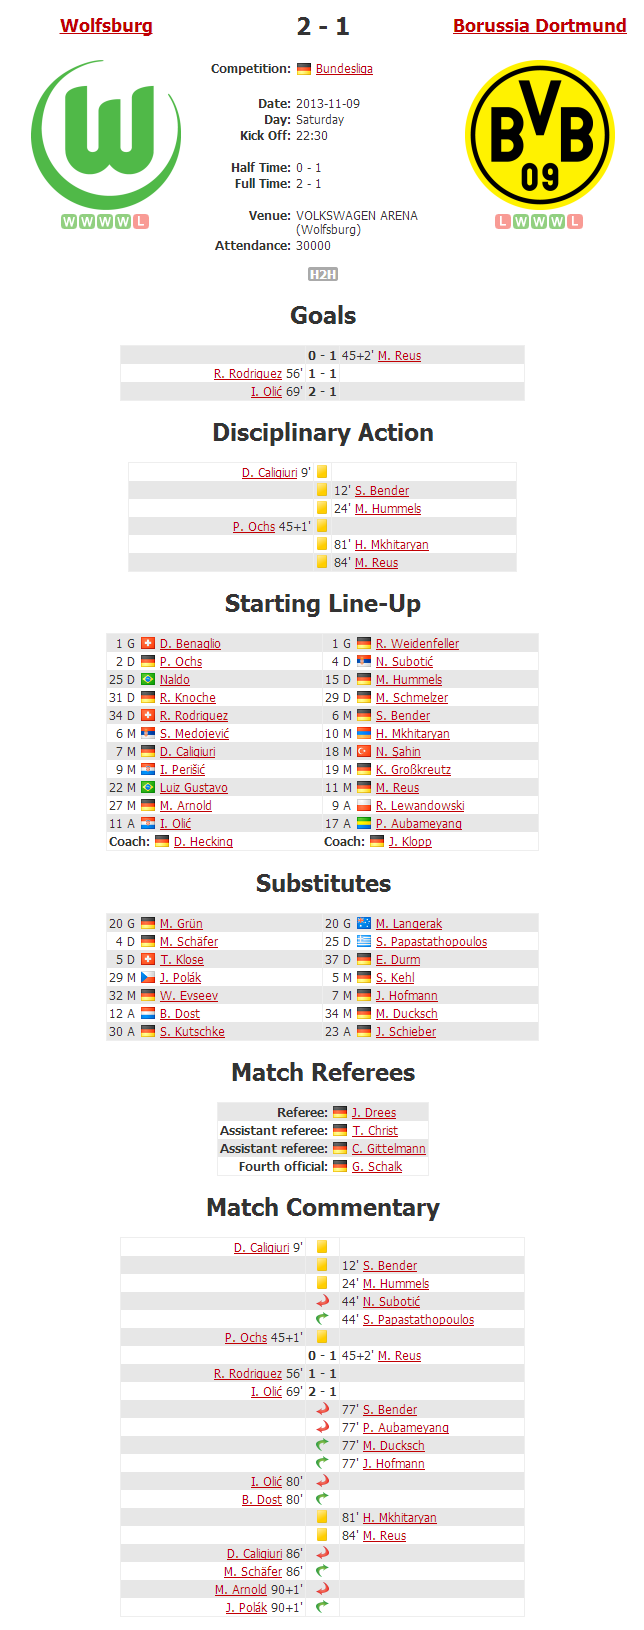 Wolfsburg 2 - 1 Borussia Dortmund
Competition: Bundesliga
Date: 2013-11-09
Day: Saturday
Kick Off: 22:30
Half Time: 0 - 1
Full Time: 2 - 1
Venue: VOLKSWAGEN ARENA
(Wolfsburg)
Attendance: 30000
W
BVB
09
W W W W L
L W W W L
H2H
Goals
0 - 1 45+2' M. Reus
R. Rodriguez 56' 1 - 1
I. Olić 69' 2 - 1
Disciplinary Action
D. Caligiuri 9'
12' S. Bender
24' M. Hummels
P. Ochs 45+1'
81' H. Mkhitaryan
84' M. Reus
Starting Line-Up
1 G D. Benaglio 1 G R. Weidenfeller
2 D P. Ochs 4 D N. Subotić
25 D Naldo 15 D M. Hummels
31 D R. Knoche 29 D M. Schmelzer
34 D R. Rodriguez 6 M S. Bender
6 M S. Medojević 10 M H. Mkhitaryan
7 M D. Caligiuri 18 M N. Şahin
9 M I. Perišić 19 M K. Großkreutz
22 M Luiz Gustavo 11 M M. Reus
27 M M. Arnold 9 A R. Lewandowski
11 A I. Olić 17 A P. Aubameyang
Coach: D. Hecking Coach: J. Klopp
Substitutes
20 G M. Grün 20 G M. Langerak
4 D M. Schäfer 25 D S. Papastathopoulos
5 D T. Klose 37 D E. Durm
29 M J. Polák 5 M S. Kehl
32 M W. Evseev 7 M J. Hofmann
12 A B. Dost 34 M M. Ducksch
30 A S. Kutschke 23 A J. Schieber
Match Referees
Referee: J. Drees
Assistant referee: T. Christ
Assistant referee: C. Gittelmann
Fourth official: G. Schalk
Match Commentary
D. Caligiuri 9'
12' S. Bender
24' M. Hummels
44' N. Subotić
44' S. Papastathopoulos
P. Ochs 45+1'
0 - 1 45+2' M. Reus
R. Rodriguez 56' 1 - 1
I. Olić 69' 2 - 1
77' S. Bender
77' P. Aubameyang
77' M. Ducksch
77' J. Hofmann
I. Olić 80'
B. Dost 80'
81' H. Mkhitaryan
84' M. Reus
D. Caligiuri 86'
M. Schäfer 86'
M. Arnold 90+1'
J. Polák 90+1'